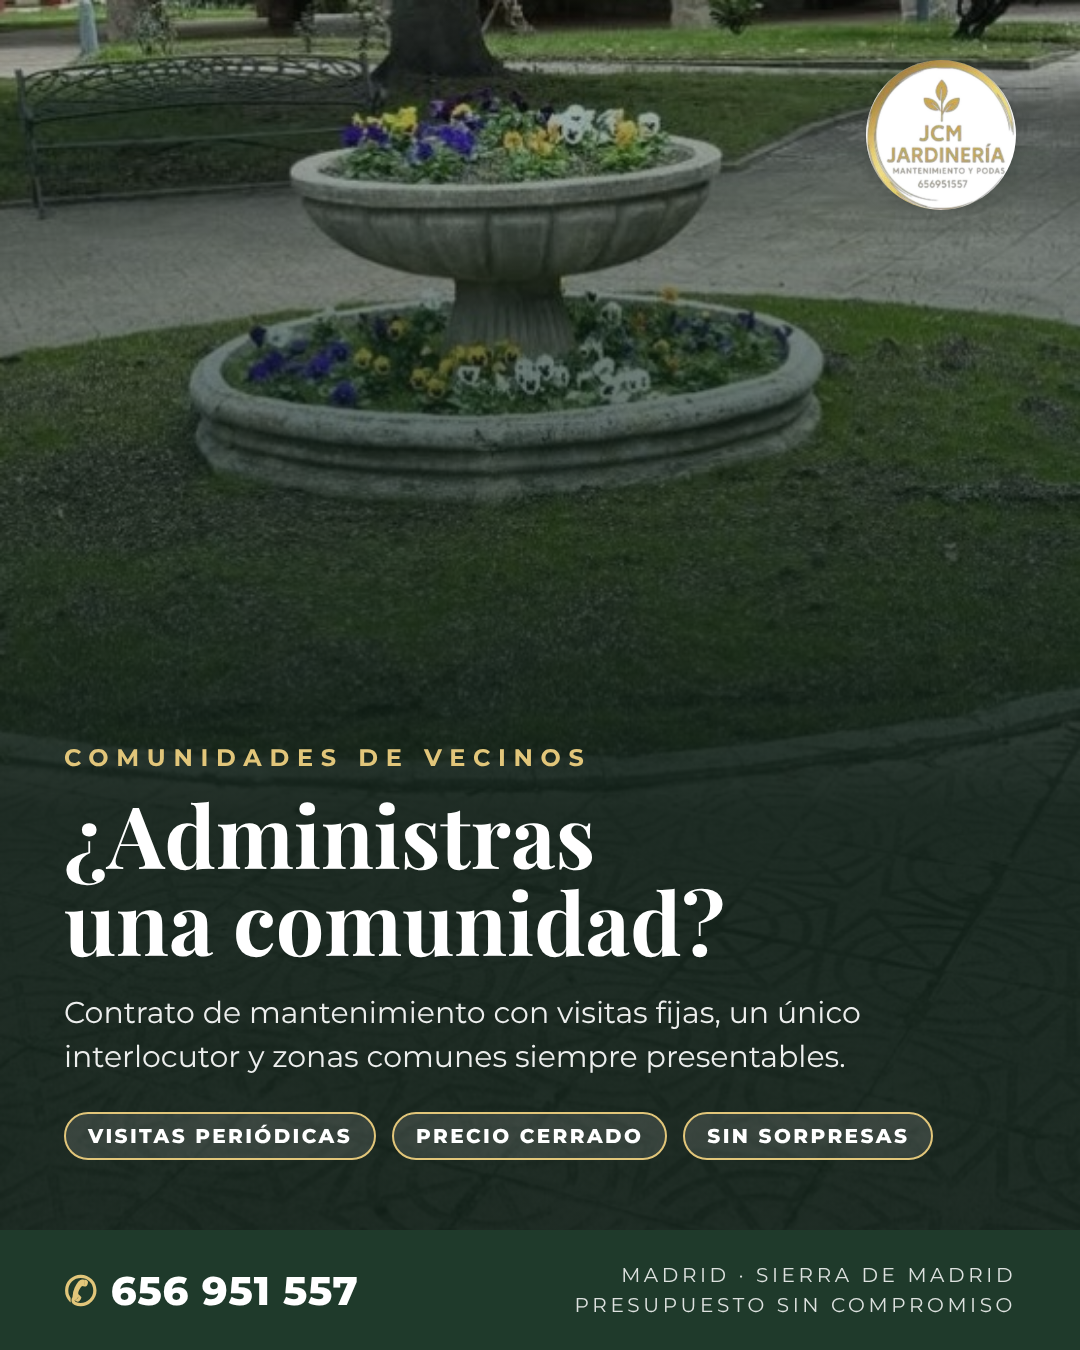 JCM
JARDINERÍA
MANTENIMIENTO Y PODAS
656951557
COMUNIDADES DE VECINOS
¿Administras
una comunidad?
Contrato de mantenimiento con visitas fijas, un único
interlocutor y zonas comunes siempre presentables.
VISITAS PERIÓDICAS PRECIO CERRADO SIN SORPRESAS
✆ 656 951 557
MADRID · SIERRA DE MADRID
PRESUPUESTO SIN COMPROMISO